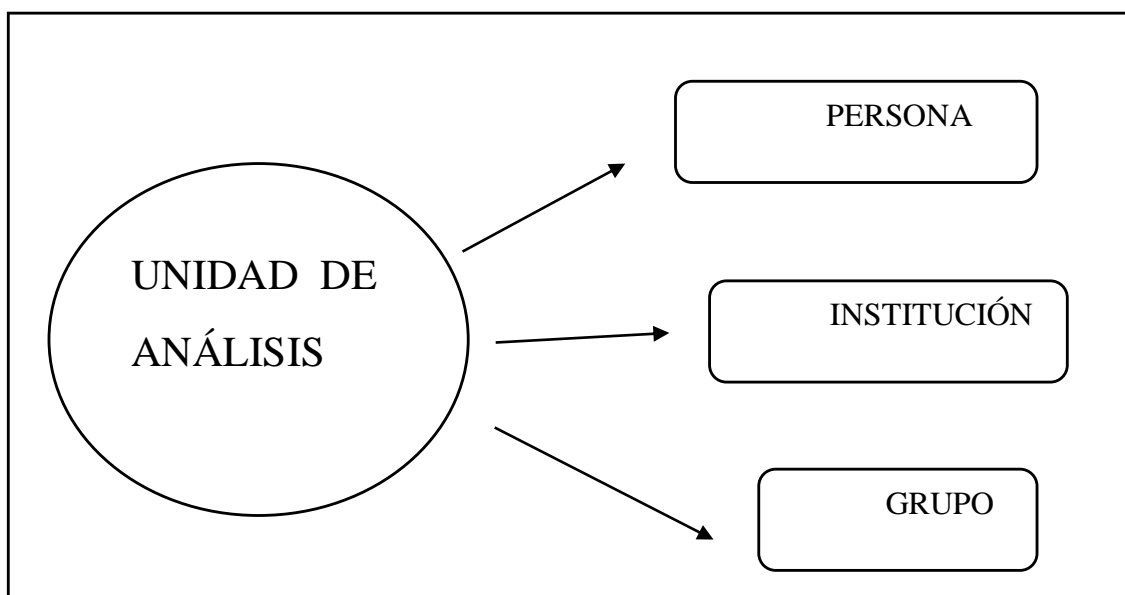 PERSONA
UNIDAD DE
ANÁLISIS
INSTITUCIÓN
GRUPO